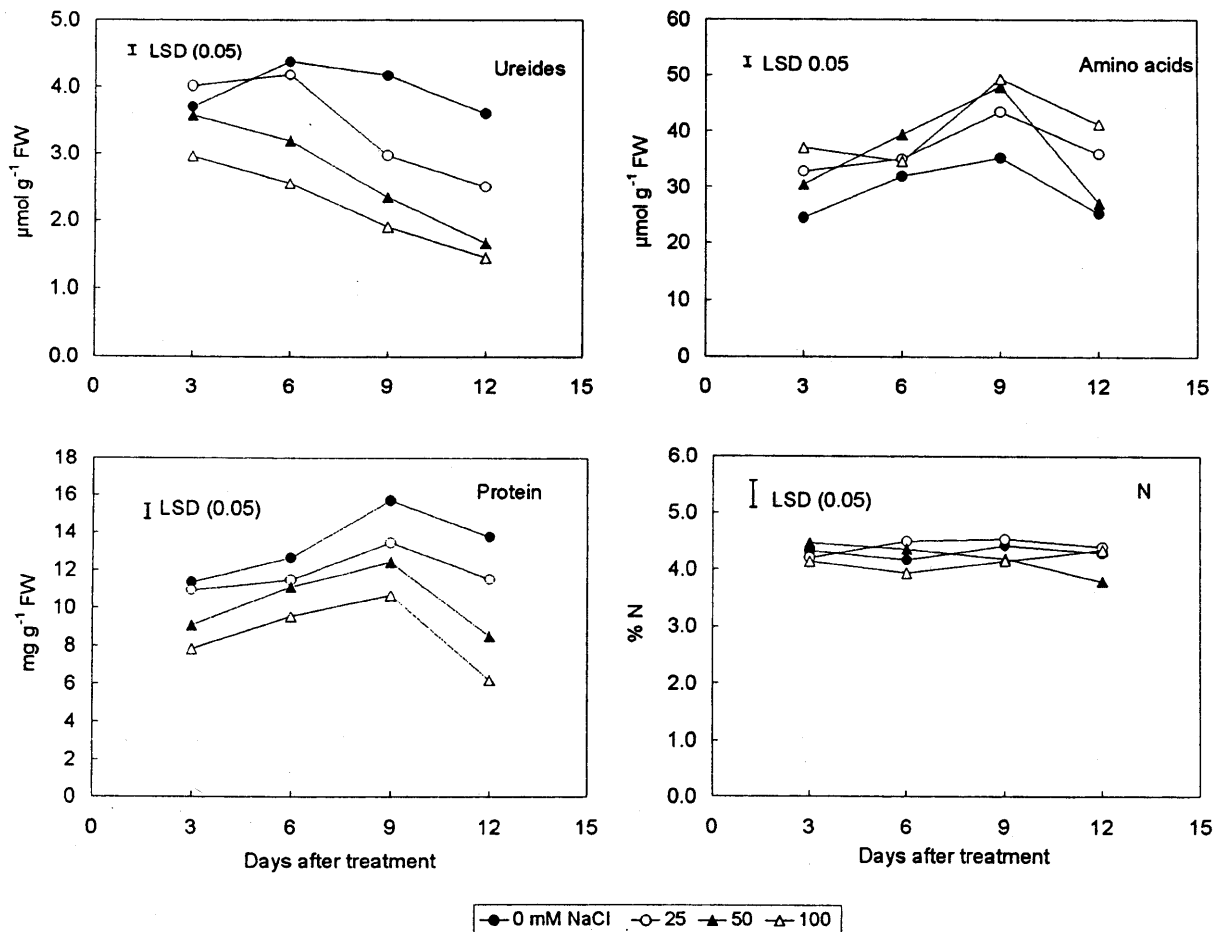 5.0
4.0
3.0
2.0
1.0
0.0
µmol g⁻¹ FW
LSD (0.05)
Ureides
0 3 6 9 12 15
60
50
40
30
20
10
0
µmol g⁻¹ FW
LSD 0.05
Amino acids
0 3 6 9 12 15
18
16
14
12
10
8
6
4
2
0
mg g⁻¹ FW
LSD (0.05)
Protein
0 3 6 9 12 15
Days after treatment
6.0
5.0
4.0
3.0
2.0
1.0
0.0
% N
LSD (0.05)
N
0 3 6 9 12 15
Days after treatment
0 mM NaCl 25 50 100